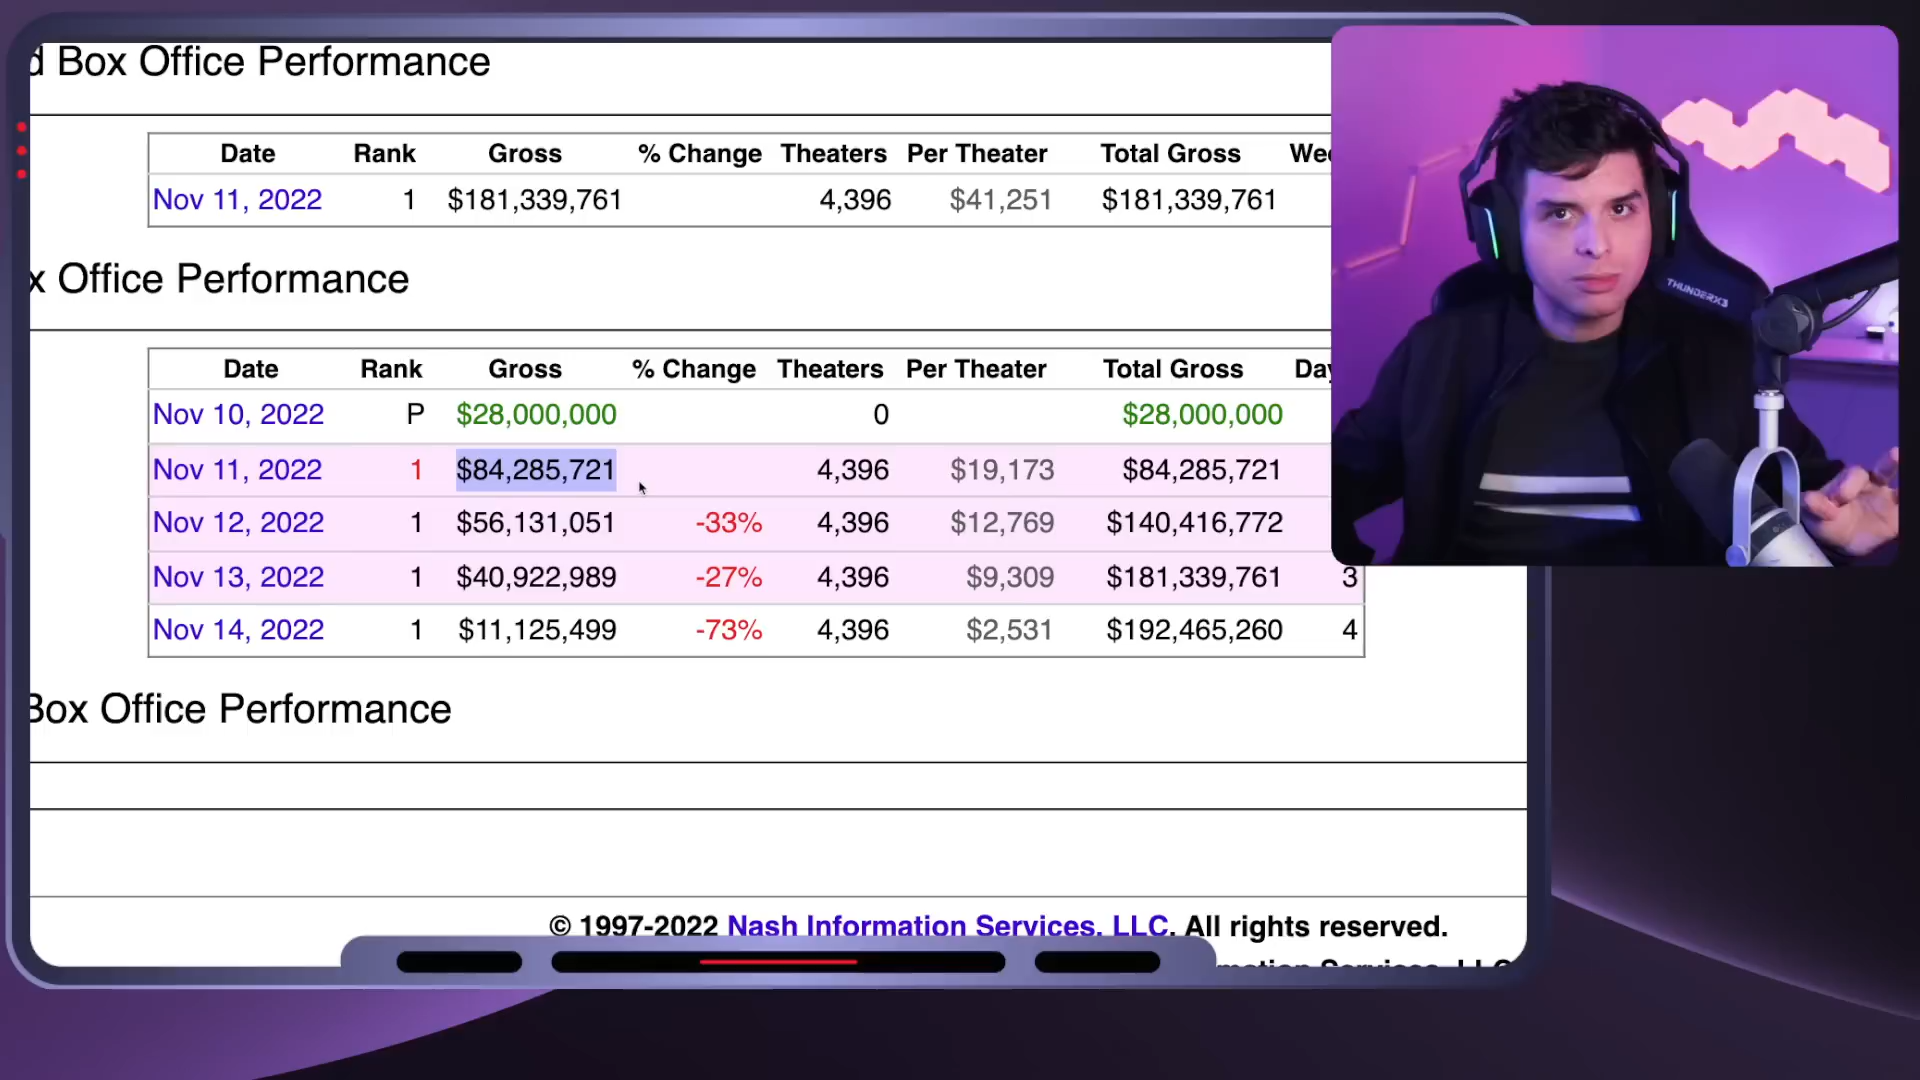 d Box Office Performance
Date Rank Gross % Change Theaters Per Theater Total Gross
Nov 11, 2022 1 $181,339,761 4,396 $41,251 $181,339,761
x Office Performance
Date Rank Gross % Change Theaters Per Theater Total Gross
Nov 10, 2022 P $28,000,000 0 $28,000,000
Nov 11, 2022 1 $84,285,721 4,396 $19,173 $84,285,721
Nov 12, 2022 1 $56,131,051 -33% 4,396 $12,769 $140,416,772
Nov 13, 2022 1 $40,922,989 -27% 4,396 $9,309 $181,339,761 3
Nov 14, 2022 1 $11,125,499 -73% 4,396 $2,531 $192,465,260 4
Box Office Performance
© 1997-2022 Nash Information Services, LLC. All rights reserved.
THUNDERX3